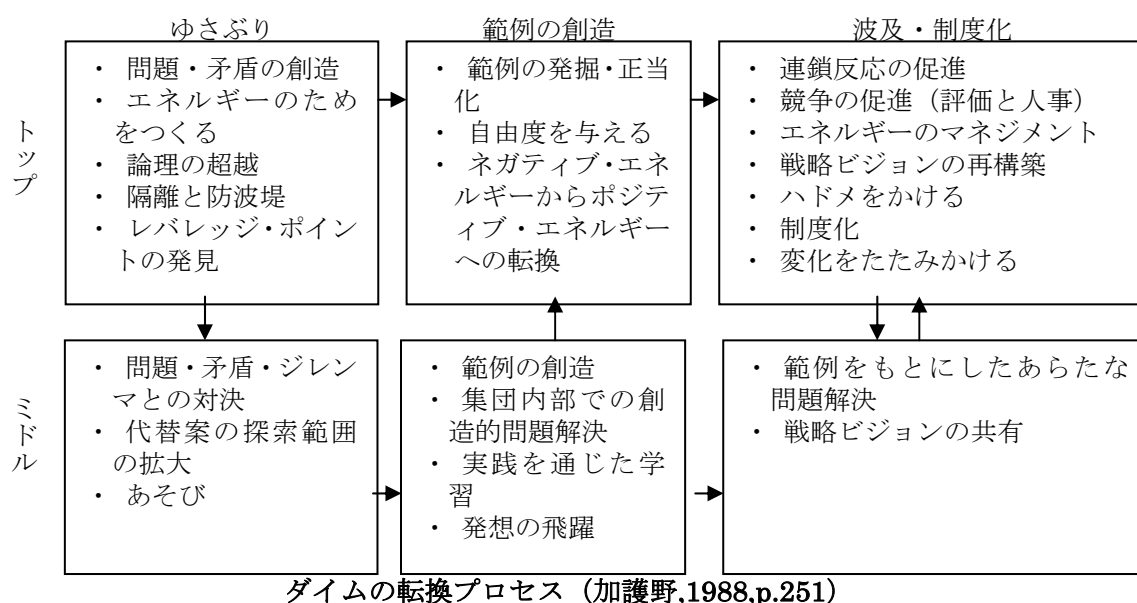 ゆさぶり
範例の創造
波及・制度化
トップ
・ 問題・矛盾の創造
・ エネルギーのため
をつくる
・ 論理の超越
・ 隔離と防波堤
・ レバレッジ・ポイン
トの発見
・ 範例の発掘・正当
化
・ 自由度を与える
・ ネガティブ・エネ
ルギーからポジテ
ィブ・エネルギー
への転換
・ 連鎖反応の促進
・ 競争の促進（評価と人事）
・ エネルギーのマネジメント
・ 戦略ビジョンの再構築
・ ハドメをかける
・ 制度化
・ 変化をたたみかける
ミドル
・ 問題・矛盾・ジレン
マとの対決
・ 代替案の探索範囲
の拡大
・ あそび
・ 範例の創造
・ 集団内部での創
造的問題解決
・ 実践を通じた学
習
・ 発想の飛躍
・ 範例をもとにしたあらたな
問題解決
・ 戦略ビジョンの共有
ダイムの転換プロセス（加護野,1988,p.251）